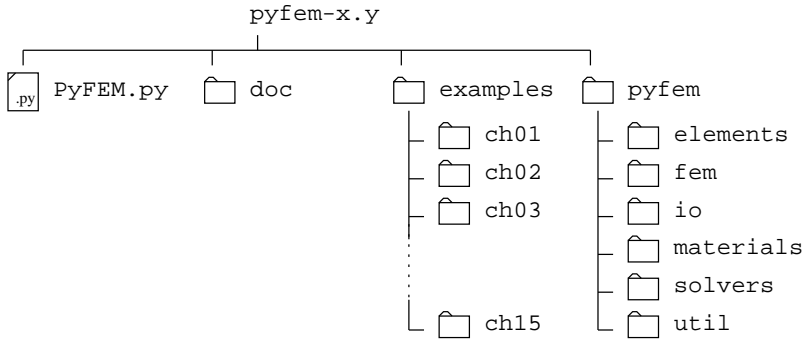 pyfem-x.y
.py PyFEM.py doc examples pyfem
ch01 elements
ch02 fem
ch03 io
materials
solvers
ch15 util